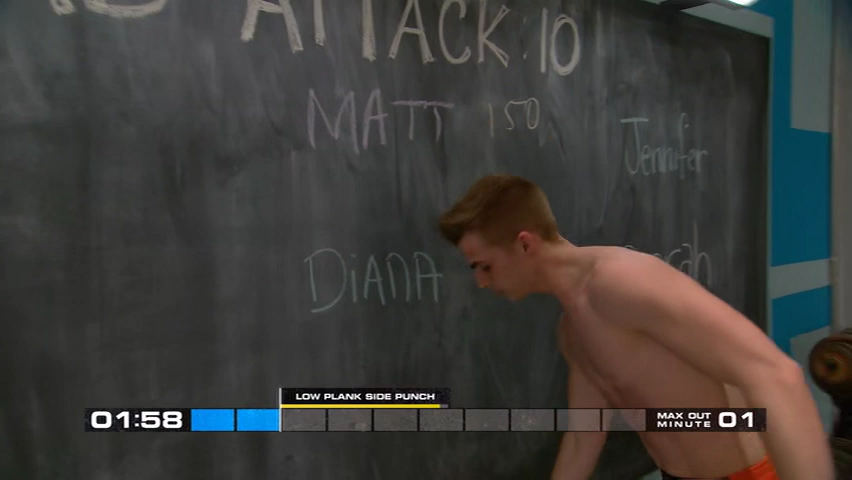 ATTACK: 10
MATT 150
Jennifer
DiANA
LOW PLANK SIDE PUNCH
01:58
MAX OUT
MINUTE 01